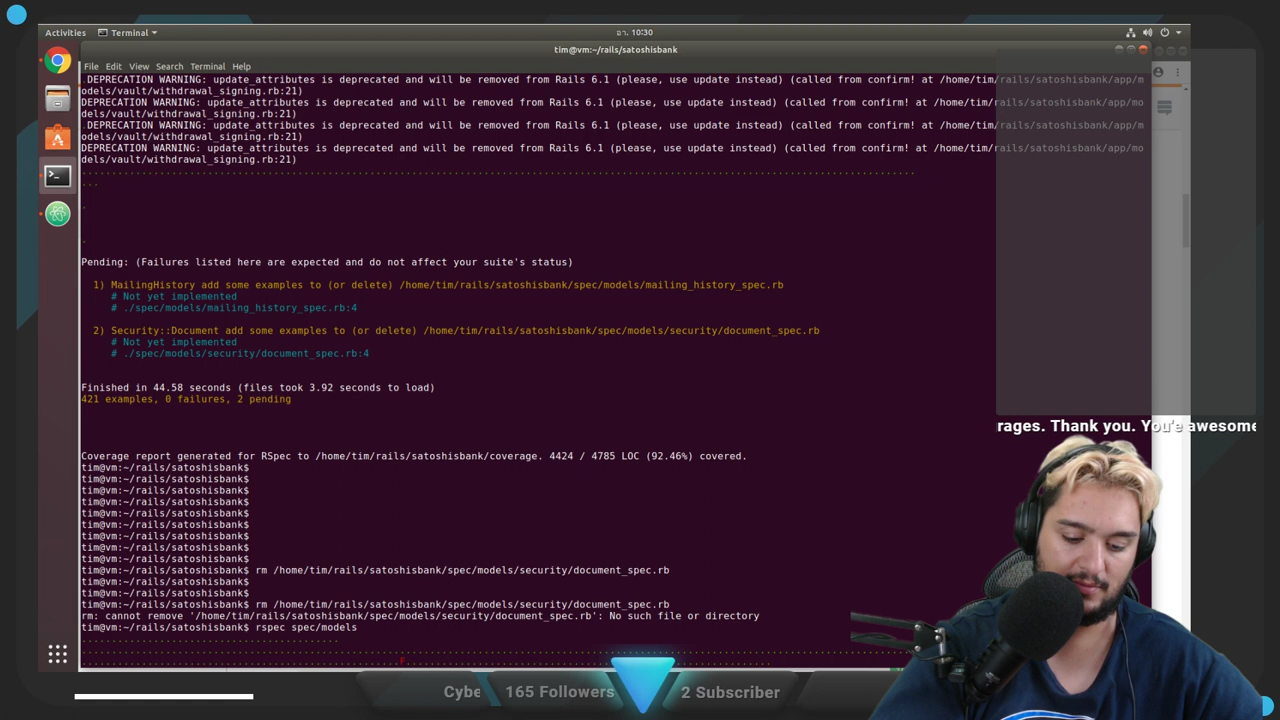 Activities
Terminal
อา. 10:30
tim@vm:~/rails/satoshisbank
File Edit View Search Terminal Help
.DEPRECATION WARNING: update_attributes is deprecated and will be removed from Rails 6.1 (please, use update instead) (called from confirm! at /home/tim/rails/satoshisbank/app/m
odels/vault/withdrawal_signing.rb:21)
DEPRECATION WARNING: update_attributes is deprecated and will be removed from Rails 6.1 (please, use update instead) (called from confirm! at /home/tim/rails/satoshisbank/app/mo
dels/vault/withdrawal_signing.rb:21)
.DEPRECATION WARNING: update_attributes is deprecated and will be removed from Rails 6.1 (please, use update instead) (called from confirm! at /home/tim/rails/satoshisbank/app/m
odels/vault/withdrawal_signing.rb:21)
DEPRECATION WARNING: update_attributes is deprecated and will be removed from Rails 6.1 (please, use update instead) (called from confirm! at /home/tim/rails/satoshisbank/app/mo
dels/vault/withdrawal_signing.rb:21)
Pending: (Failures listed here are expected and do not affect your suite's status)
1) MailingHistory add some examples to (or delete) /home/tim/rails/satoshisbank/spec/models/mailing_history_spec.rb
# Not yet implemented
# ./spec/models/mailing_history_spec.rb:4
2) Security::Document add some examples to (or delete) /home/tim/rails/satoshisbank/spec/models/security/document_spec.rb
# Not yet implemented
# ./spec/models/security/document_spec.rb:4
Finished in 44.58 seconds (files took 3.92 seconds to load)
421 examples, 0 failures, 2 pending
rages. Thank you. You'e awesome
Coverage report generated for RSpec to /home/tim/rails/satoshisbank/coverage. 4424 / 4785 LOC (92.46%) covered.
tim@vm:~/rails/satoshisbank$
tim@vm:~/rails/satoshisbank$
tim@vm:~/rails/satoshisbank$
tim@vm:~/rails/satoshisbank$
tim@vm:~/rails/satoshisbank$
tim@vm:~/rails/satoshisbank$
tim@vm:~/rails/satoshisbank$
tim@vm:~/rails/satoshisbank$
tim@vm:~/rails/satoshisbank$
tim@vm:~/rails/satoshisbank$ rm /home/tim/rails/satoshisbank/spec/models/security/document_spec.rb
tim@vm:~/rails/satoshisbank$
tim@vm:~/rails/satoshisbank$
tim@vm:~/rails/satoshisbank$ rm /home/tim/rails/satoshisbank/spec/models/security/document_spec.rb
rm: cannot remove '/home/tim/rails/satoshisbank/spec/models/security/document_spec.rb': No such file or directory
tim@vm:~/rails/satoshisbank$ rspec spec/models
F
Cybe
165 Followers
2 Subscriber